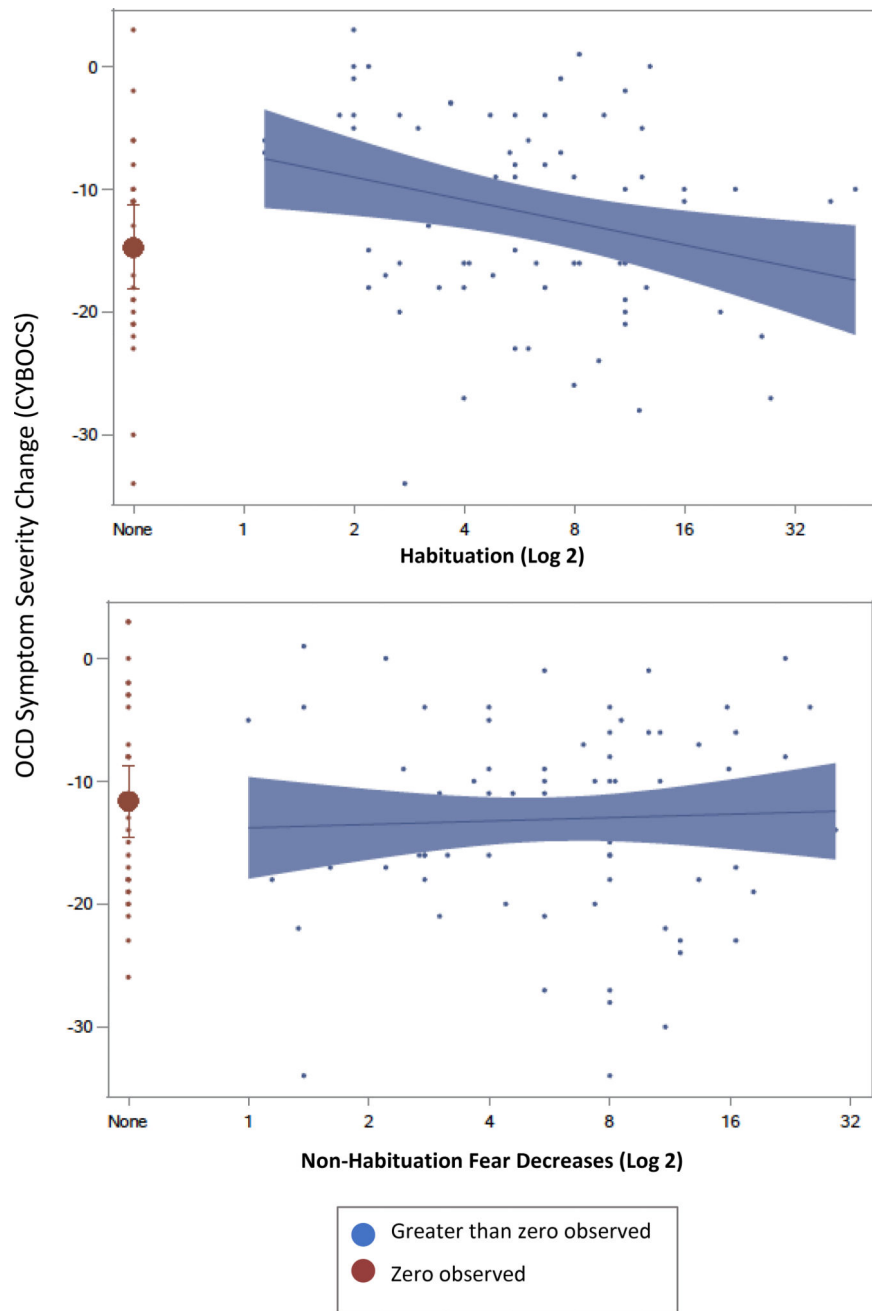 OCD Symptom Severity Change (CYBOCS)
0
-10
-20
-30
None 1 2 4 8 16 32
Habituation (Log 2)
0
-10
-20
-30
None 1 2 4 8 16 32
Non-Habituation Fear Decreases (Log 2)
Greater than zero observed
Zero observed